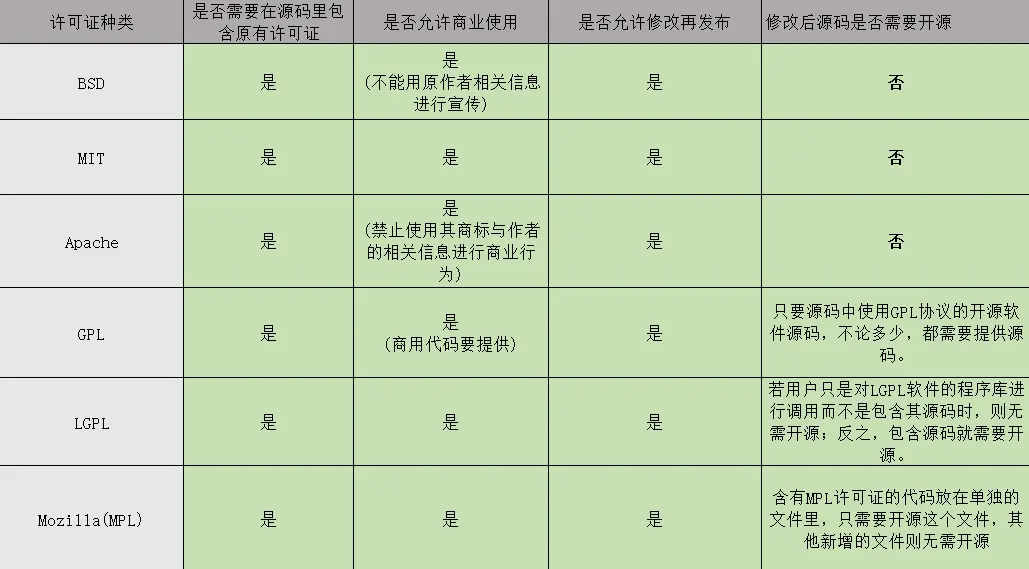 许可证种类
是否需要在源码里包
含原有许可证
是否允许商业使用
是否允许修改再发布
修改后源码是否需要开源
BSD
是
是
(不能用原作者相关信息
进行宣传)
是
否
MIT
是
是
是
否
Apache
是
是
(禁止使用其商标与作者
的相关信息进行商业行
为)
是
否
GPL
是
是
(商用代码要提供)
是
只要源码中使用GPL协议的开源软
件源码，不论多少，都需要提供源
码。
LGPL
是
是
是
若用户只是对LGPL软件的程序库进
行调用而不是包含其源码时，则无
需开源；反之，包含源码就需要开
源。
Mozilla(MPL)
是
是
是
含有MPL许可证的代码放在单独的
文件里，只需要开源这个文件，其
他新增的文件则无需开源